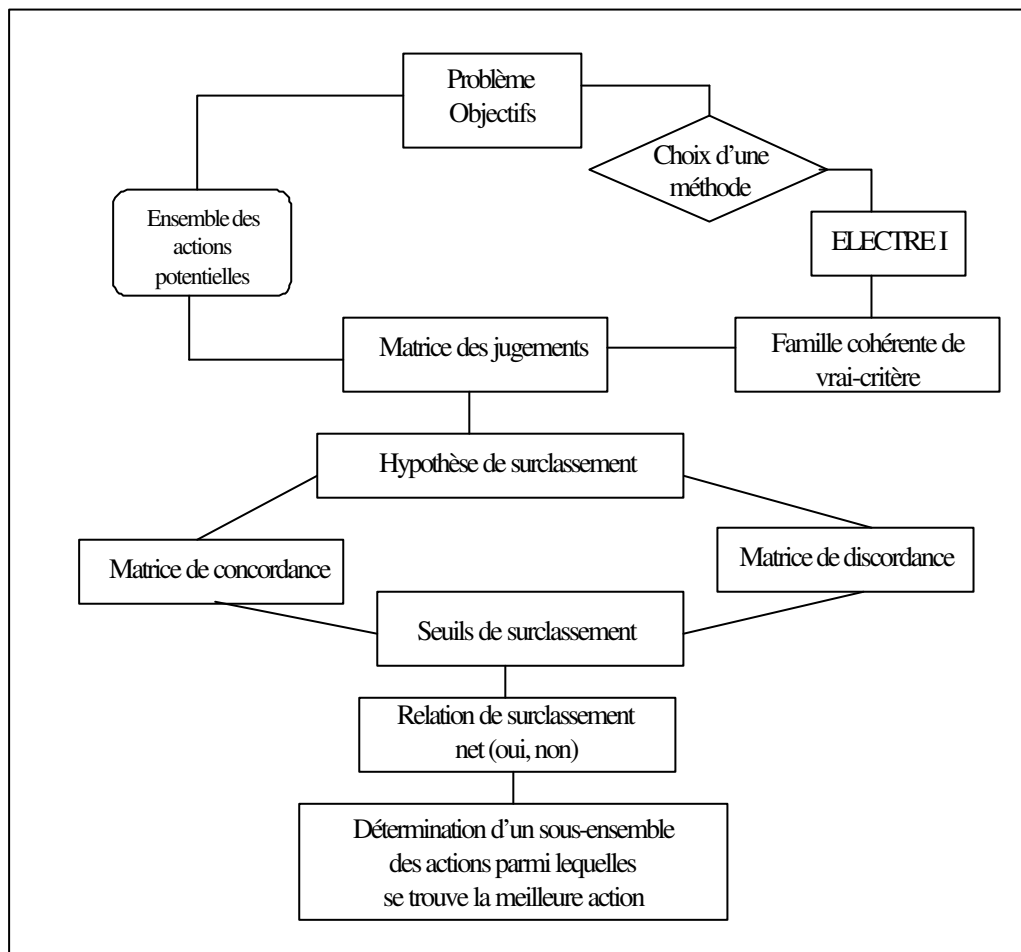 Problème
Objectifs
Choix d'une
méthode
Ensemble des
actions
potentielles
ELECTRE I
Matrice des jugements
Famille cohérente de
vrai-critère
Hypothèse de surclassement
Matrice de concordance
Matrice de discordance
Seuils de surclassement
Relation de surclassement
net (oui, non)
Détermination d'un sous-ensemble
des actions parmi lequelles
se trouve la meilleure action